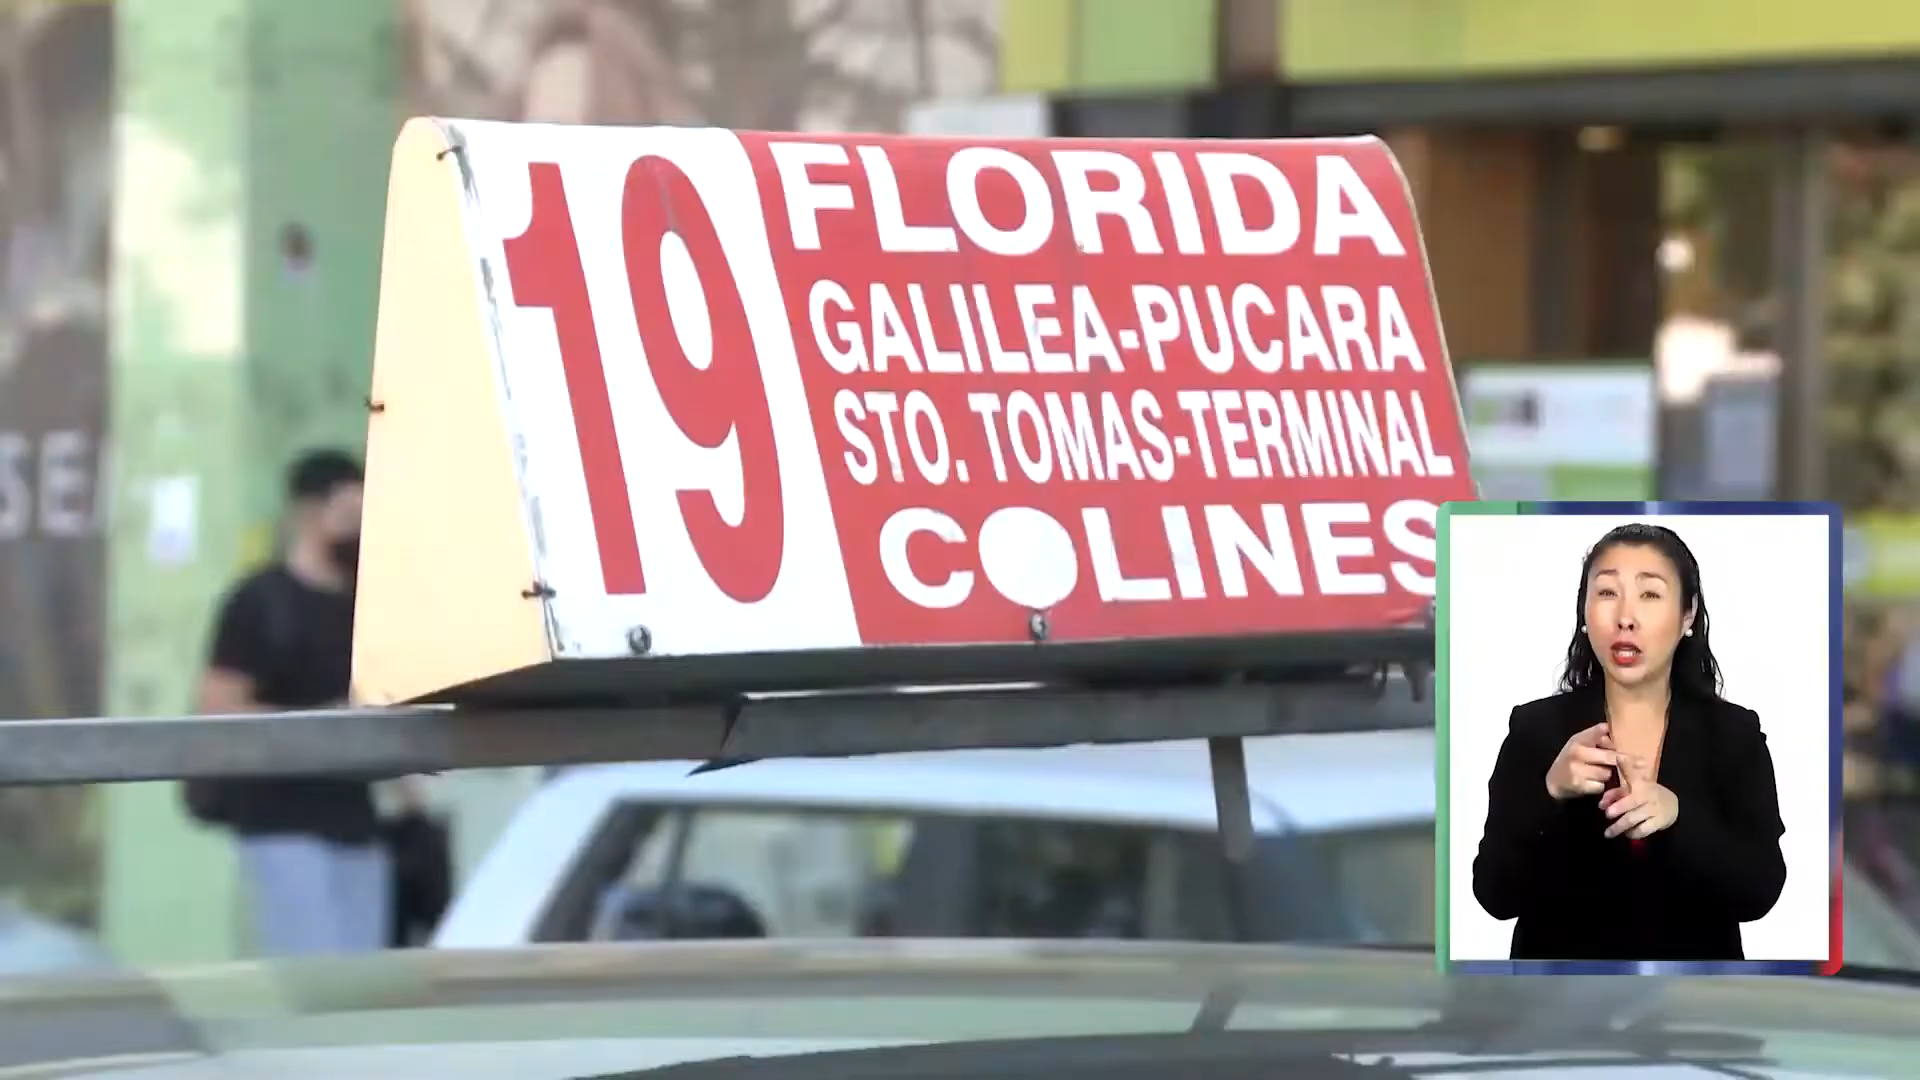 19
FLORIDA
GALILEA-PUCARA
STO. TOMAS-TERMINAL
COLINES